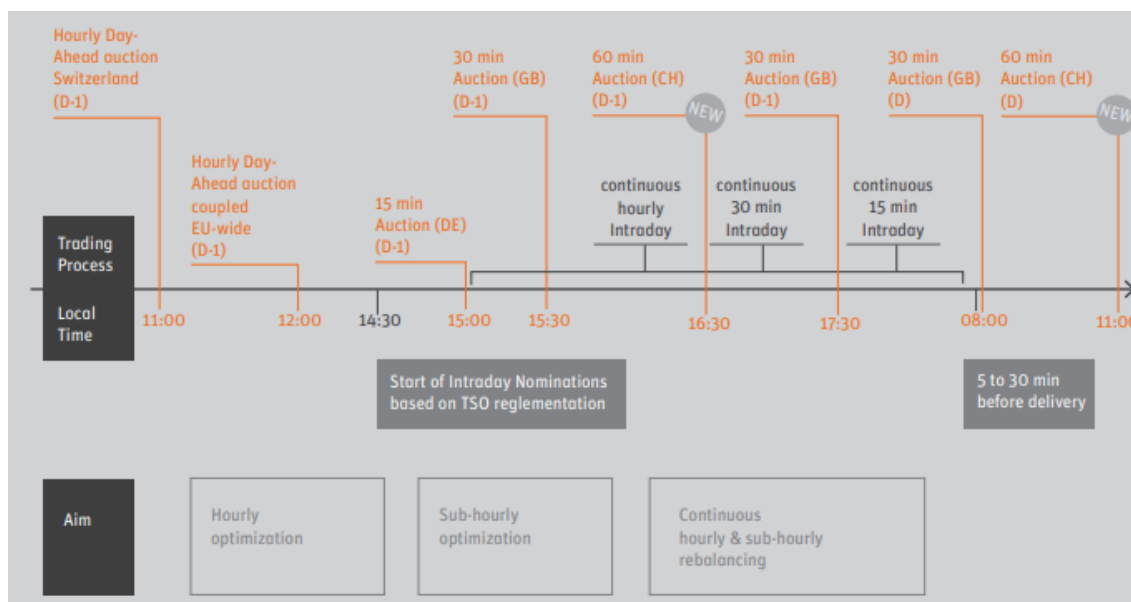 Hourly Day-
Ahead auction
Switzerland
(D-1)
Hourly Day-
Ahead auction
coupled
EU-wide
(D-1)
15 min
Auction (DE)
(D-1)
30 min
Auction (GB)
(D-1)
60 min
Auction (CH)
(D-1)
NEW
30 min
Auction (GB)
(D-1)
30 min
Auction (GB)
(D)
60 min
Auction (CH)
(D)
NEW
continuous
hourly
Intraday
continuous
30 min
Intraday
continuous
15 min
Intraday
Trading
Process
Local
Time
11:00
12:00
14:30
15:00
15:30
16:30
17:30
08:00
11:00
Start of Intraday Nominations
based on TSO reglementation
5 to 30 min
before delivery
Aim
Hourly
optimization
Sub-hourly
optimization
Continuous
hourly & sub-hourly
rebalancing